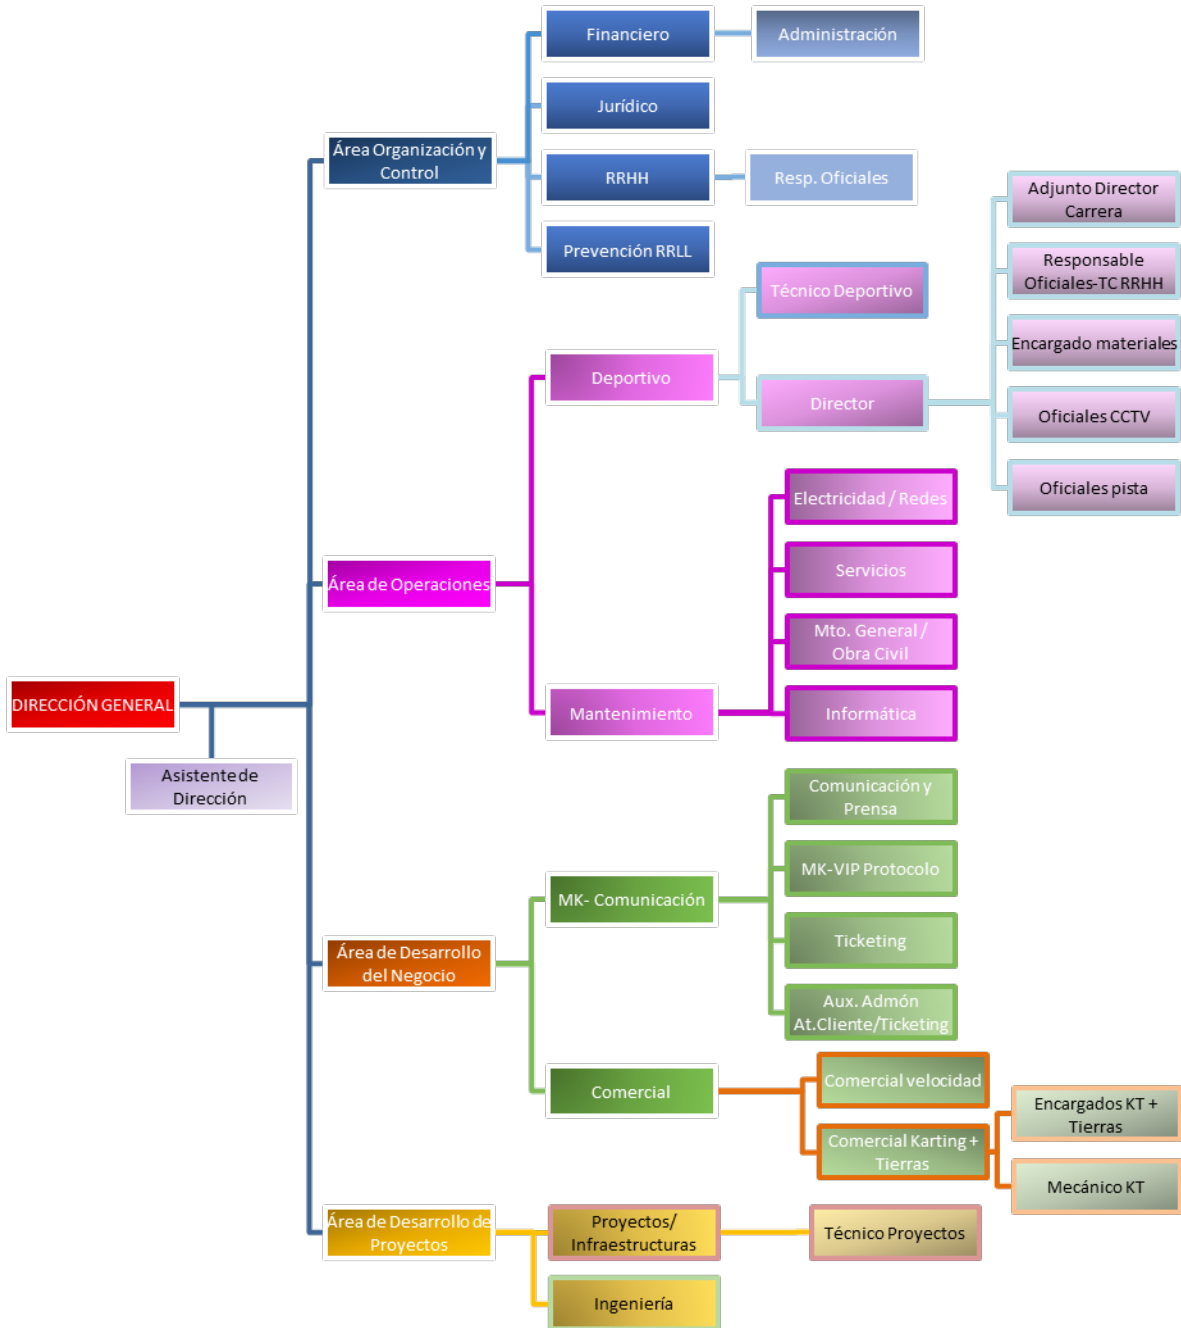 Financiero
Administración
Jurídico
Área Organización y
Control
RRHH
Resp. Oficiales
Prevención RRLL
Adjunto Director
Carrera
Responsable
Oficiales-TC RRHH
Encargado materiales
Oficiales CCTV
Oficiales pista
Técnico Deportivo
Deportivo
Director
Electricidad / Redes
Servicios
Área de Operaciones
Mto. General /
Obra Civil
Mantenimiento
Informática
DIRECCIÓN GENERAL
Asistente de
Dirección
Comunicación y
Prensa
MK-VIP Protocolo
MK- Comunicación
Ticketing
Área de Desarrollo
del Negocio
Aux. Admón
At.Cliente/Ticketing
Comercial
Comercial velocidad
Comercial Karting +
Tierras
Encargados KT +
Tierras
Mecánico KT
Área de Desarrollo de
Proyectos
Proyectos/
Infraestructuras
Técnico Proyectos
Ingeniería